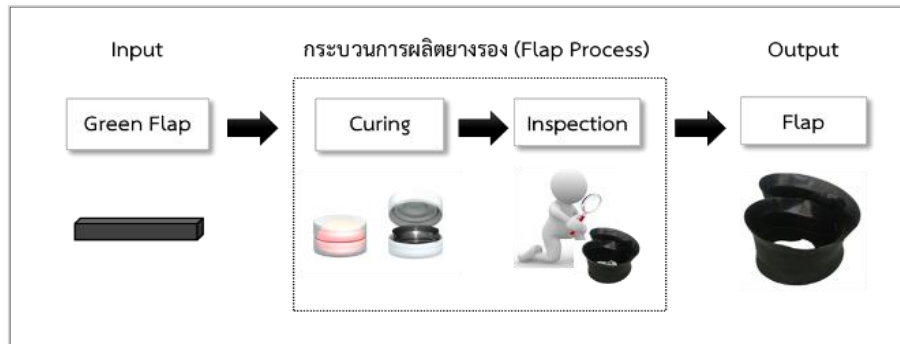 Input
กระบวนการผลิตยางรอง (Flap Process)
Output
Green Flap
Curing
Inspection
Flap